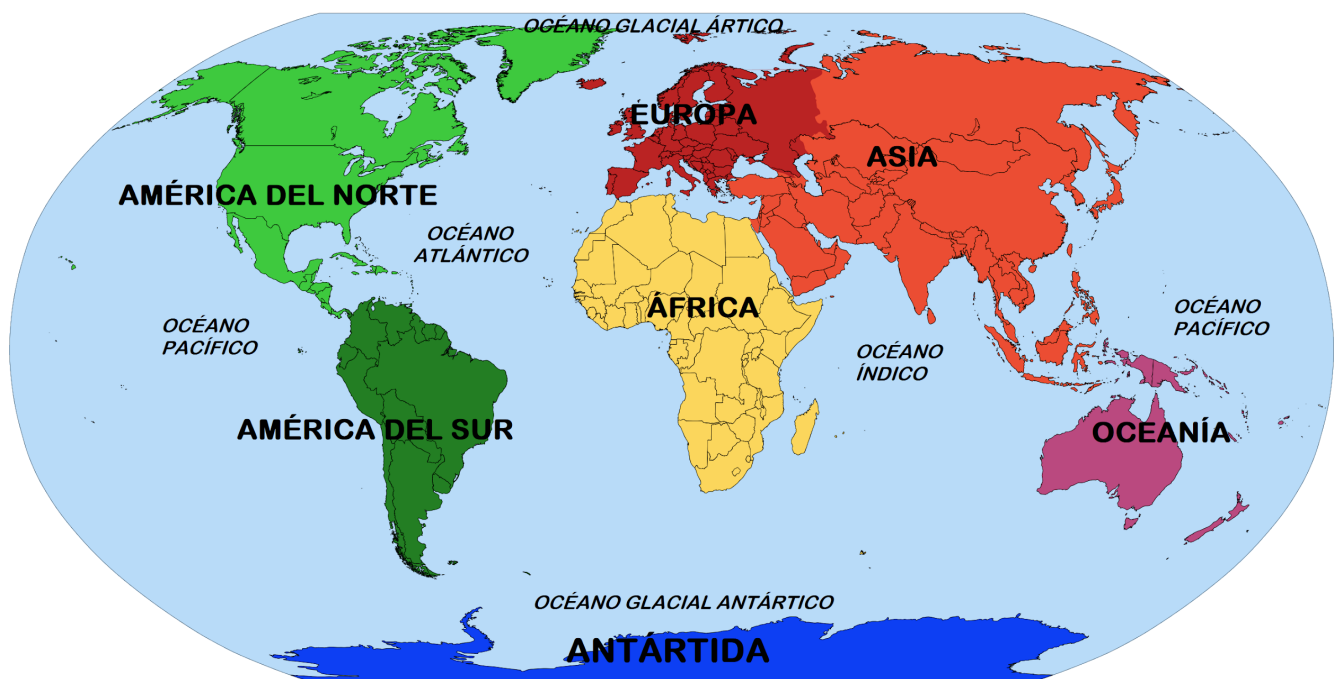 OCÉANO GLACIAL ÁRTICO
EUROPA
ASIA
AMÉRICA DEL NORTE
OCÉANO
ATLÁNTICO
ÁFRICA
OCÉANO
PACÍFICO
OCÉANO
PACÍFICO
OCÉANO
ÍNDICO
AMÉRICA DEL SUR
OCEANÍA
OCÉANO GLACIAL ANTÁRTICO
ANTÁRTIDA